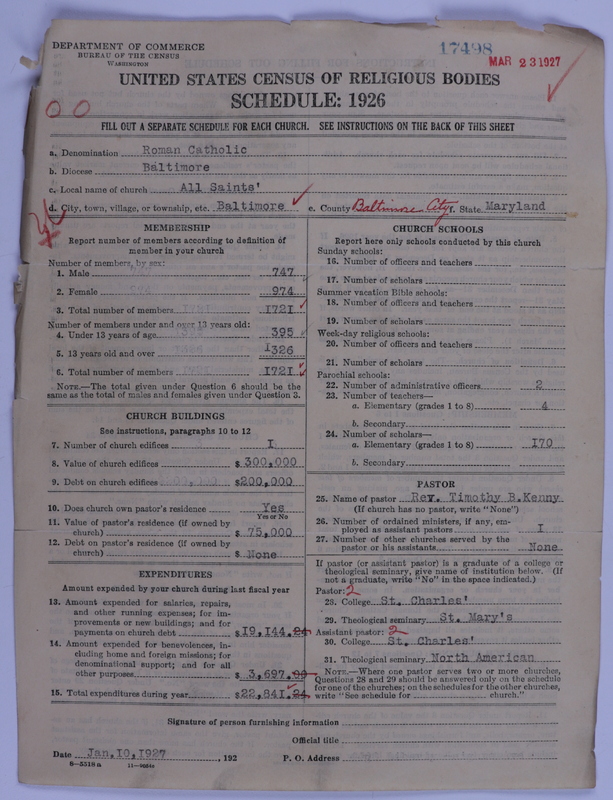 DEPARTMENT OF COMMERCE
BUREAU OF THE CENSUS
WASHINGTON
17498
MAR 23 1927
UNITED STATES CENSUS OF RELIGIOUS BODIES
SCHEDULE: 1926
FILL OUT A SEPARATE SCHEDULE FOR EACH CHURCH. SEE INSTRUCTIONS ON THE BACK OF THIS SHEET
a. Denomination Roman Catholic
b. Diocese Baltimore
c. Local name of church All Saints'
d. City, town, village, or township, etc. Baltimore e. County Baltimore City f. State Maryland
MEMBERSHIP
Report number of members according to definition of
member in your church
Number of members, by sex:
1. Male 747
2. Female 974
3. Total number of members 1721
Number of members under and over 13 years old:
4. Under 13 years of age 395
5. 13 years old and over 1326
6. Total number of members 1721
NOTE.—The total given under Question 6 should be the
same as the total of males and females given under Question 3.
CHURCH BUILDINGS
See instructions, paragraphs 10 to 12
7. Number of church edifices I
8. Value of church edifices $ 300,000
9. Debt on church edifices $200,000
10. Does church own pastor's residence Yes
Yes or No
11. Value of pastor's residence (if owned by
church) $ 75,000
12. Debt on pastor's residence (if owned by
church) $ None
EXPENDITURES
Amount expended by your church during last fiscal year
13. Amount expended for salaries, repairs,
and other running expenses; for im-
provements or new buildings; and for
payments on church debt $19,144.24
14. Amount expended for benevolences, in-
cluding home and foreign missions; for
denominational support; and for all
other purposes $ 3,697.00
15. Total expenditures during year $22,841.24
CHURCH SCHOOLS
Report here only schools conducted by this church
Sunday schools:
16. Number of officers and teachers
17. Number of scholars
Summer vacation Bible schools:
18. Number of officers and teachers
19. Number of scholars
Week-day religious schools:
20. Number of officers and teachers
21. Number of scholars
Parochial schools:
22. Number of administrative officers 2
23. Number of teachers—
a. Elementary (grades 1 to 8) 4
b. Secondary
24. Number of scholars—
a. Elementary (grades 1 to 8) 170
b. Secondary
PASTOR
25. Name of pastor Rev. Timothy B.Kenny
(If church has no pastor, write "None")
26. Number of ordained ministers, if any, em-
ployed as assistant pastors I
27. Number of other churches served by the
pastor or his assistants None
If pastor (or assistant pastor) is a graduate of a college or
theological seminary, give name of institution below. (If
not a graduate, write "No" in the space indicated.)
Pastor: 2
28. College St. Charles'
29. Theological seminary St. Mary's
Assistant pastor: 2
30. College St. Charles'
31. Theological seminary North American
NOTE.—Where one pastor serves two or more churches,
Questions 28 and 29 should be answered only on the schedule
for one of the churches; on the schedules for the other churches,
write "See schedule for church."
Signature of person furnishing information
Official title
Date Jan.10,1927 , 192 P. O. Address
8-5518a